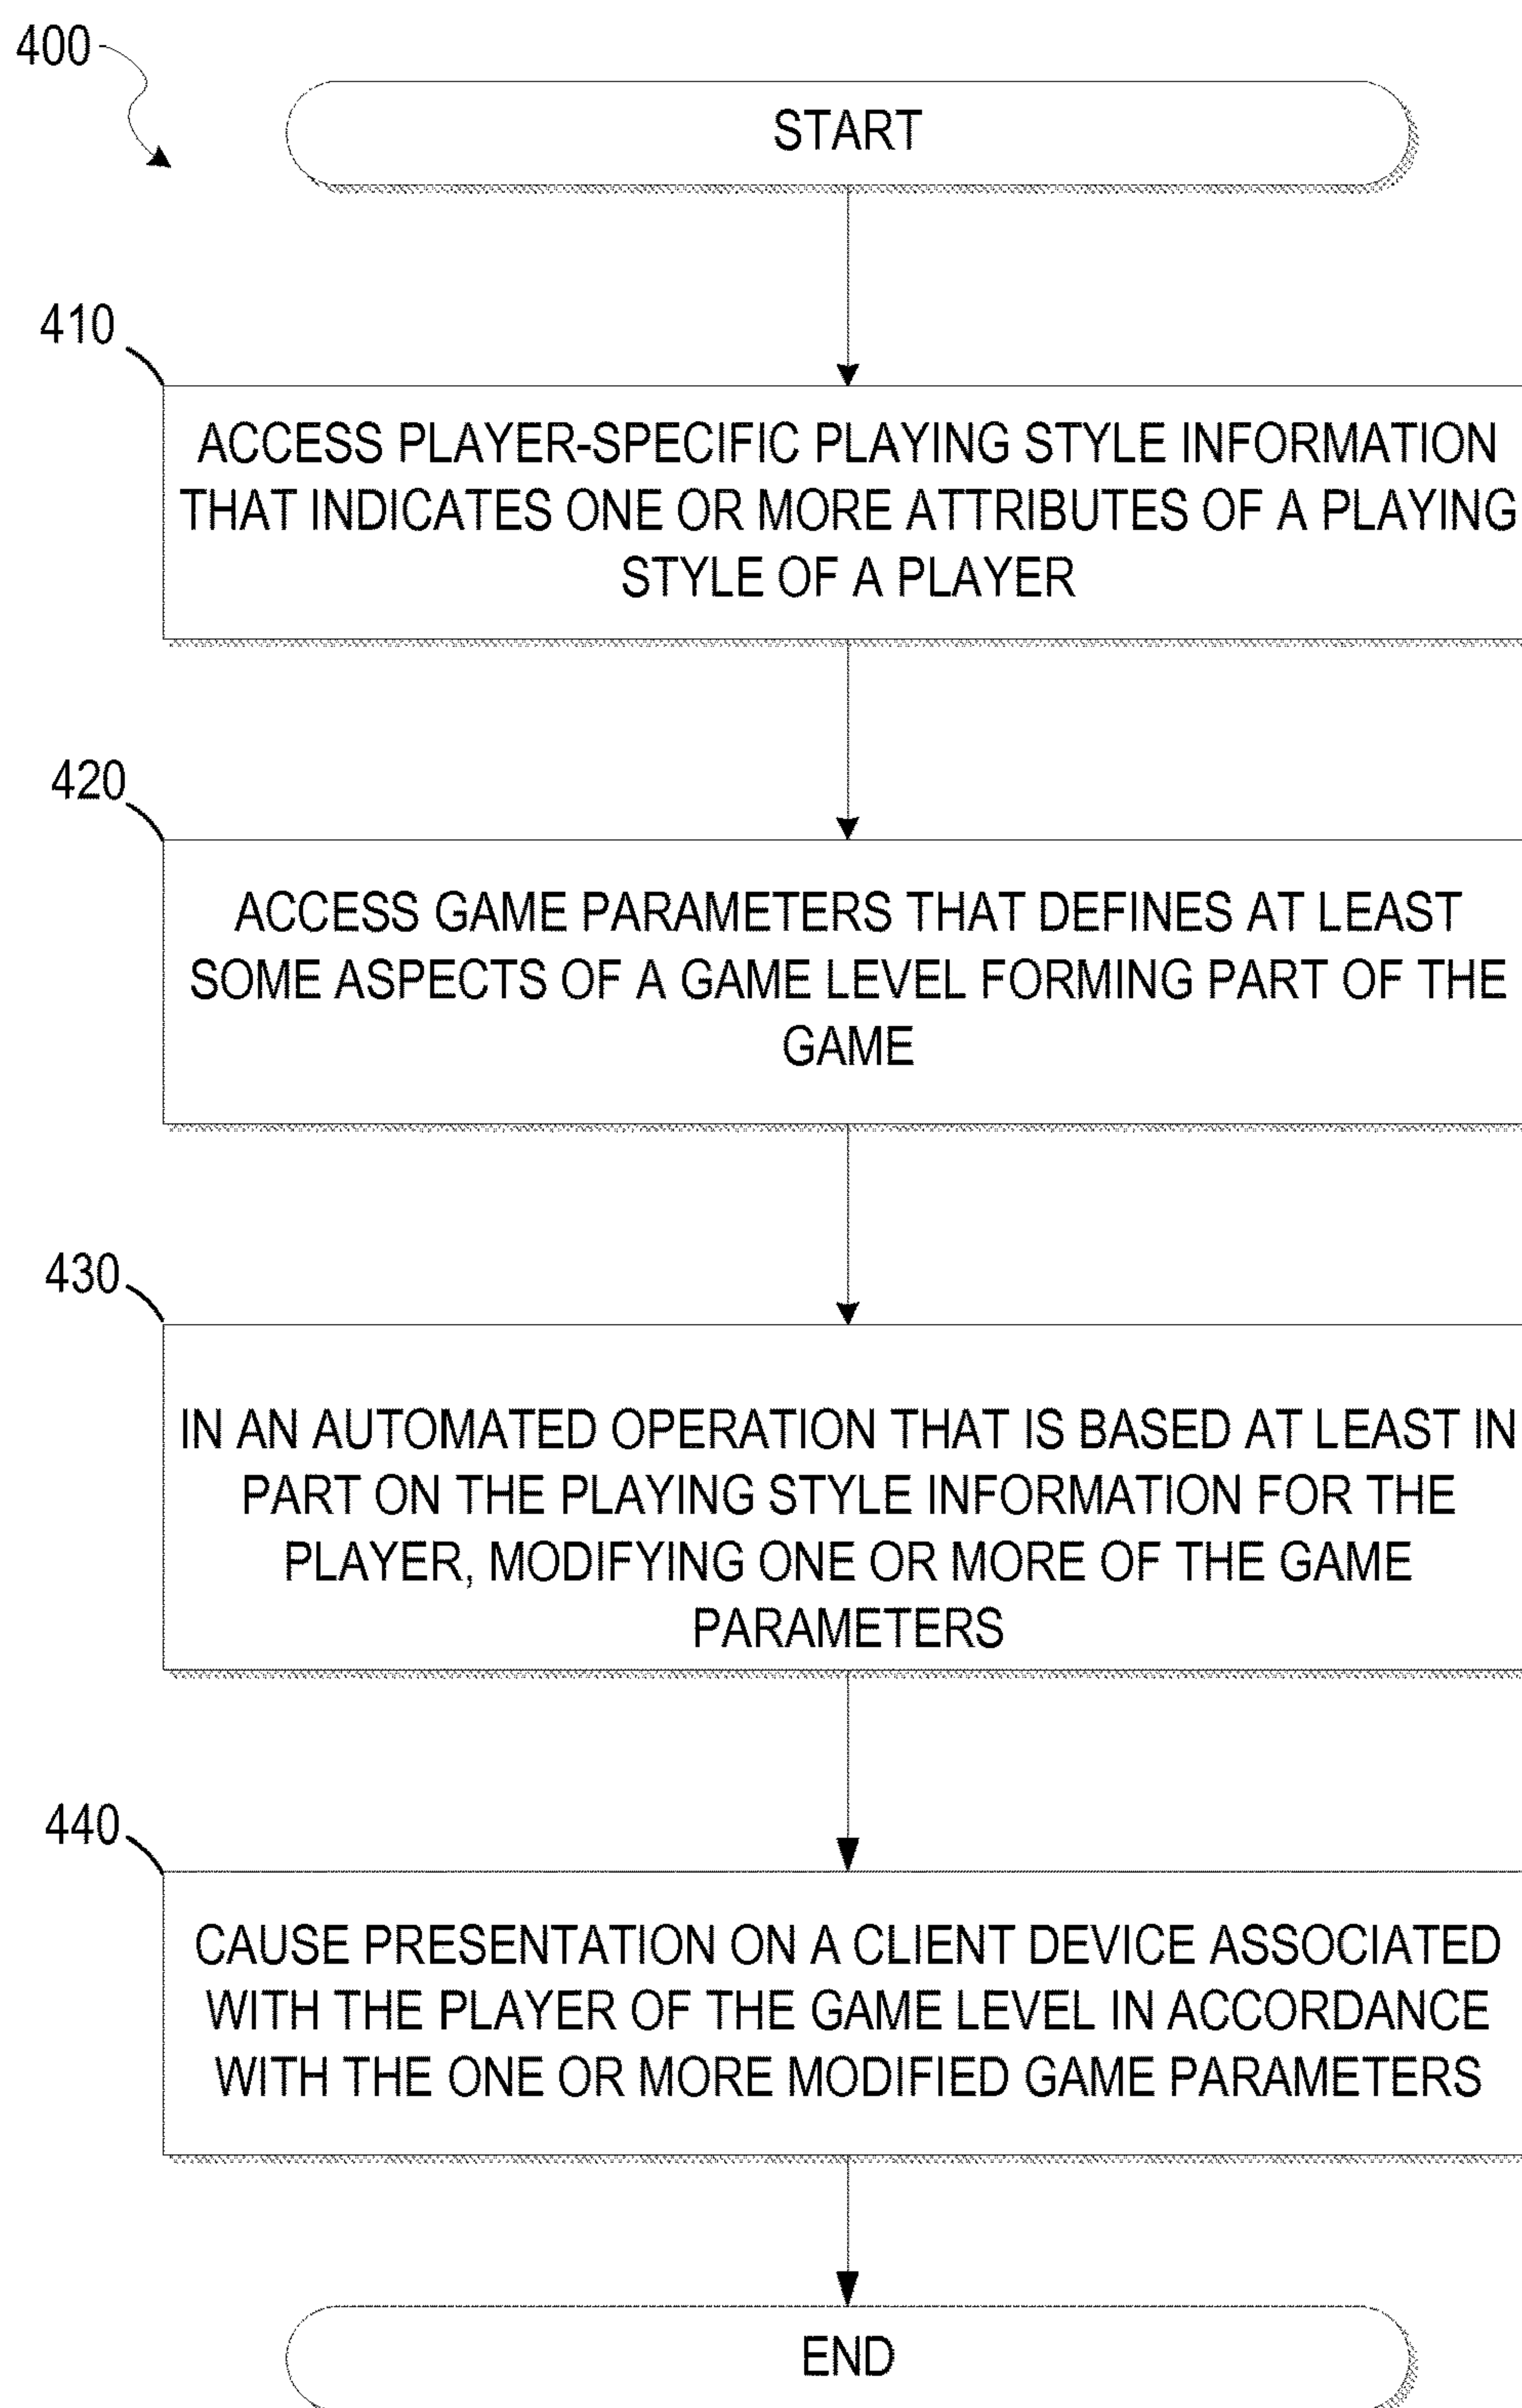 400
START
410
ACCESS PLAYER-SPECIFIC PLAYING STYLE INFORMATION
THAT INDICATES ONE OR MORE ATTRIBUTES OF A PLAYING
STYLE OF A PLAYER
420
ACCESS GAME PARAMETERS THAT DEFINES AT LEAST
SOME ASPECTS OF A GAME LEVEL FORMING PART OF THE
GAME
430
IN AN AUTOMATED OPERATION THAT IS BASED AT LEAST IN
PART ON THE PLAYING STYLE INFORMATION FOR THE
PLAYER, MODIFYING ONE OR MORE OF THE GAME
PARAMETERS
440
CAUSE PRESENTATION ON A CLIENT DEVICE ASSOCIATED
WITH THE PLAYER OF THE GAME LEVEL IN ACCORDANCE
WITH THE ONE OR MORE MODIFIED GAME PARAMETERS
END